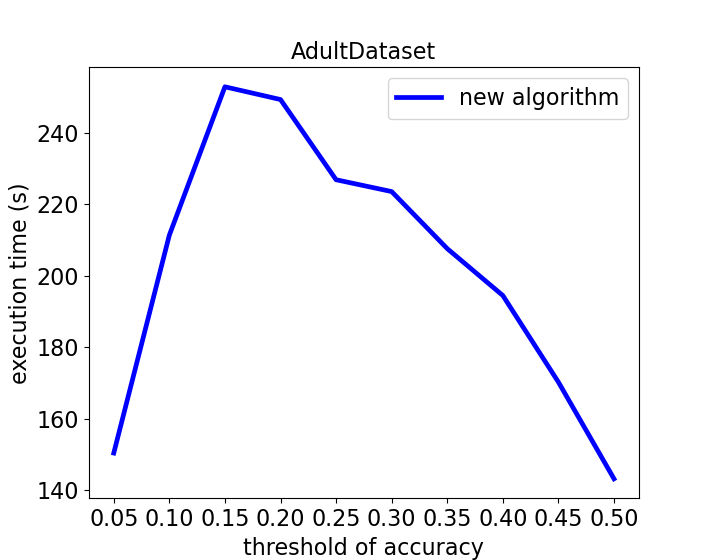 AdultDataset
new algorithm
240
220
200
180
160
140
execution time (s)
0.05 0.10 0.15 0.20 0.25 0.30 0.35 0.40 0.45 0.50
threshold of accuracy